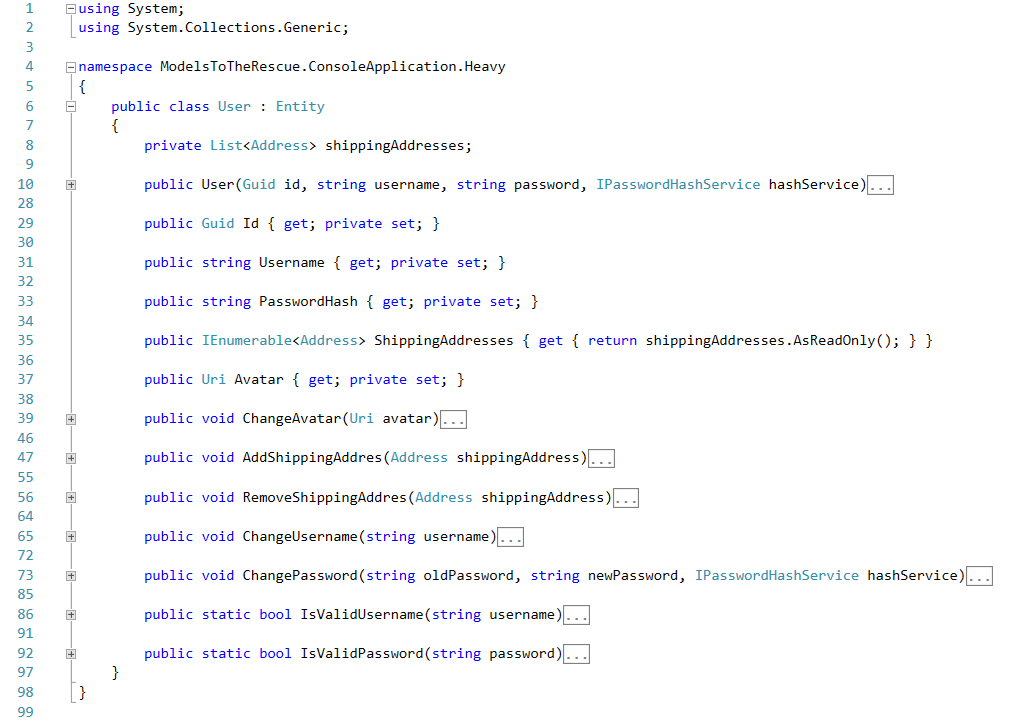 1 using System;
2 using System.Collections.Generic;
3
4 namespace ModelsToTheRescue.ConsoleApplication.Heavy
5 {
6 public class User : Entity
7 {
8 private List<Address> shippingAddresses;
9
10 public User(Guid id, string username, string password, IPasswordHashService hashService)...
28
29 public Guid Id { get; private set; }
30
31 public string Username { get; private set; }
32
33 public string PasswordHash { get; private set; }
34
35 public IEnumerable<Address> ShippingAddresses { get { return shippingAddresses.AsReadOnly(); } }
36
37 public Uri Avatar { get; private set; }
38
39 public void ChangeAvatar(Uri avatar)...
46
47 public void AddShippingAddres(Address shippingAddress)...
55
56 public void RemoveShippingAddres(Address shippingAddress)...
64
65 public void ChangeUsername(string username)...
72
73 public void ChangePassword(string oldPassword, string newPassword, IPasswordHashService hashService)...
85
86 public static bool IsValidUsername(string username)...
91
92 public static bool IsValidPassword(string password)...
97 }
98 }
99